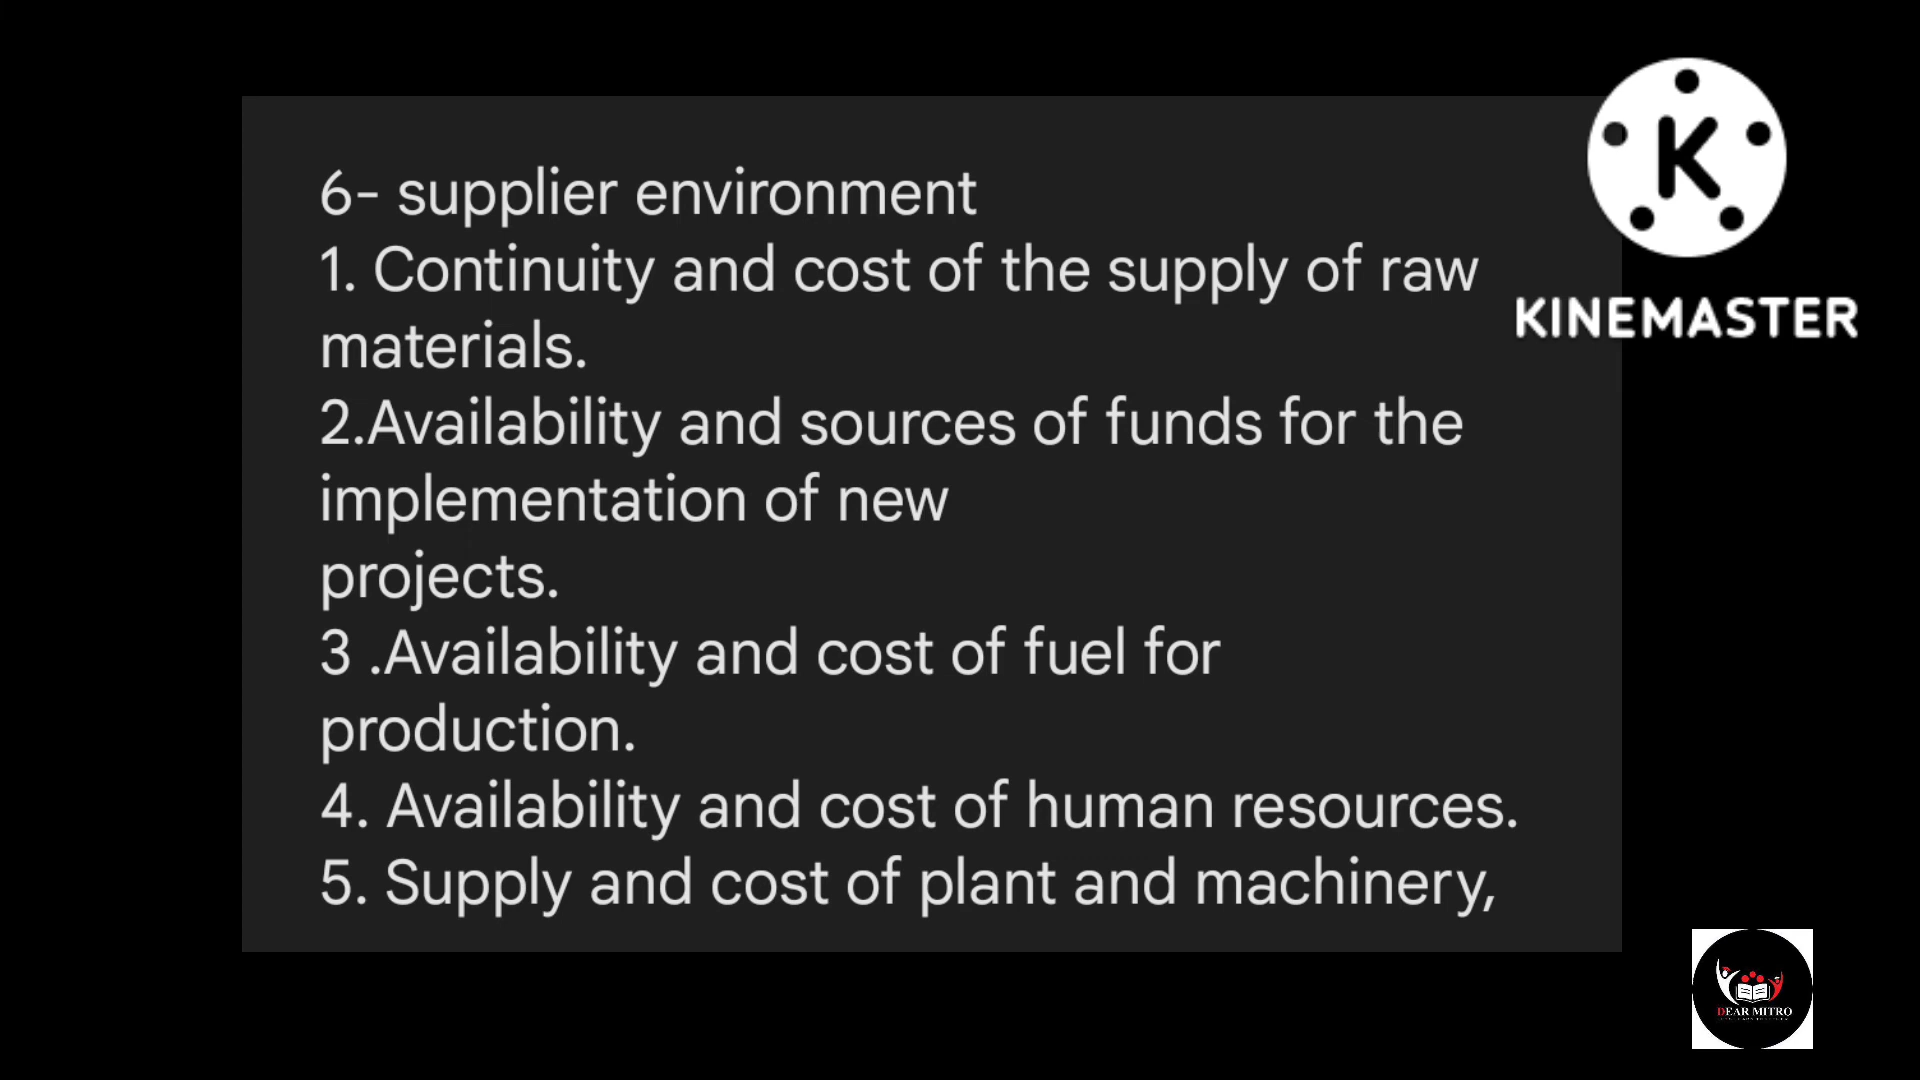 6- supplier environment
1. Continuity and cost of the supply of raw
materials.
2.Availability and sources of funds for the
implementation of new
projects.
3 .Availability and cost of fuel for
production.
4. Availability and cost of human resources.
5. Supply and cost of plant and machinery,
K
KINEMASTER
DEAR MITRO